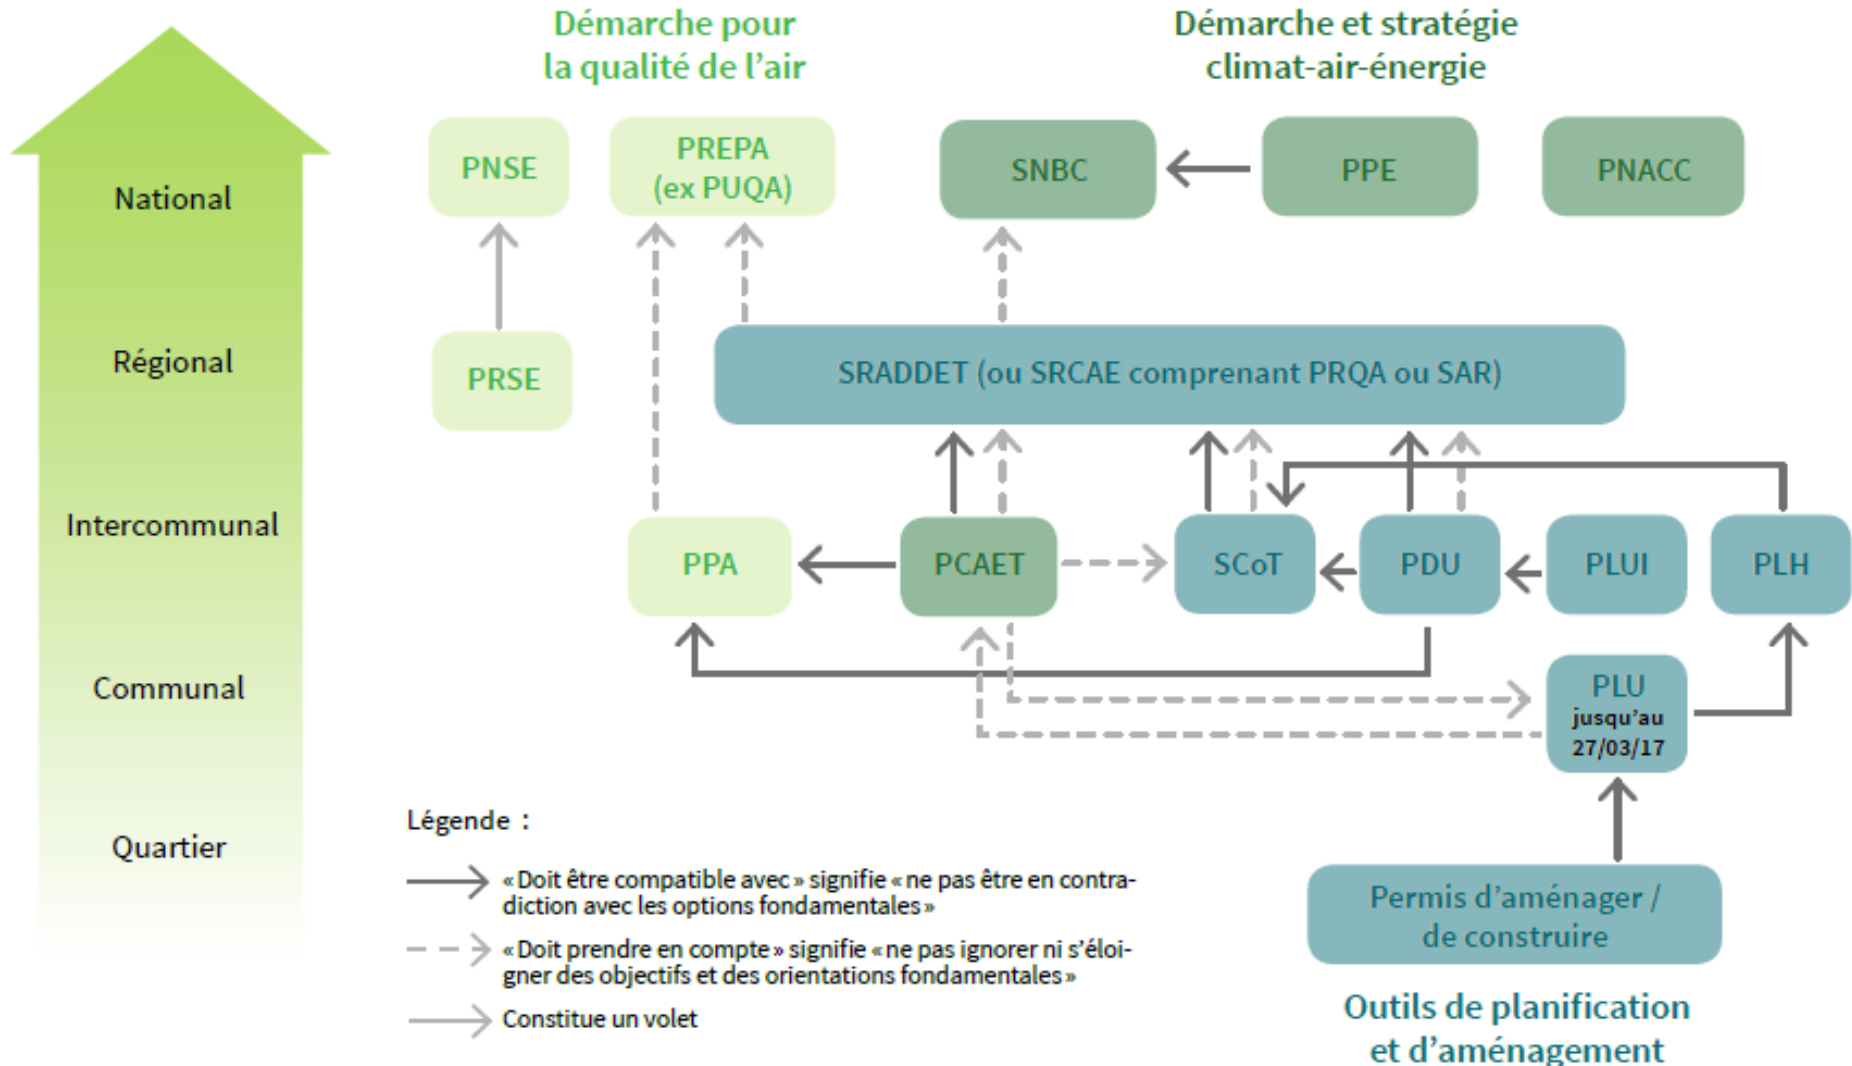 Démarche pour
la qualité de l’air
Démarche et stratégie
climat-air-énergie
National
PNSE
PREPA
(ex PUQA)
SNBC
PPE
PNACC
Régional
PRSE
SRADDET (ou SRCAE comprenant PRQA ou SAR)
Intercommunal
PPA
PCAET
SCoT
PDU
PLUI
PLH
Communal
PLU
jusqu’au
27/03/17
Quartier
Permis d’aménager /
de construire
Outils de planification
et d’aménagement
Légende :
« Doit être compatible avec » signifie « ne pas être en contra-
diction avec les options fondamentales »
« Doit prendre en compte » signifie « ne pas ignorer ni s’éloi-
gner des objectifs et des orientations fondamentales »
Constitue un volet